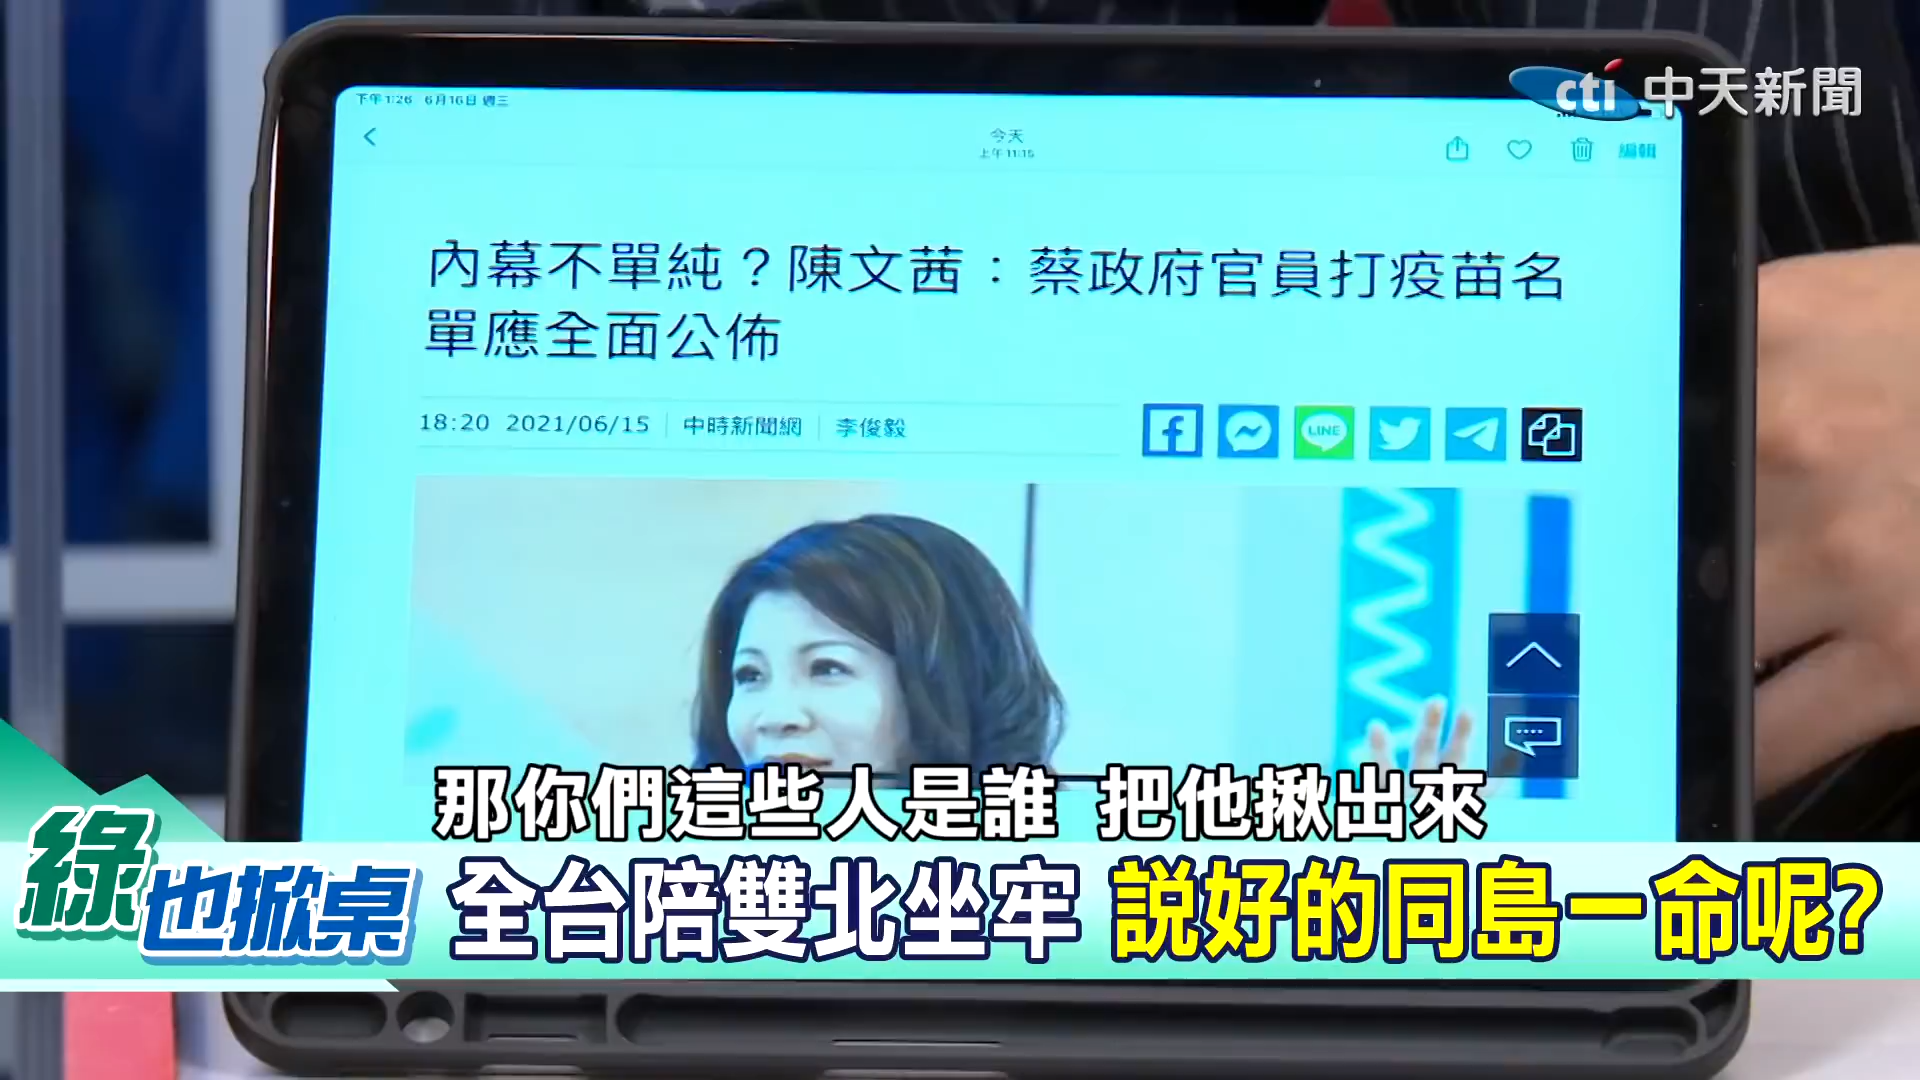 cti 中天新聞
下午1:26 6月16日 週三
今天
上午11:15
編輯
內幕不單純？陳文茜：蔡政府官員打疫苗名
單應全面公佈
18:20 2021/06/15 中時新聞網 李俊毅
LINE
那你們這些人是誰 把他揪出來
綠也掀桌
全台陪雙北坐牢 說好的同島一命呢?